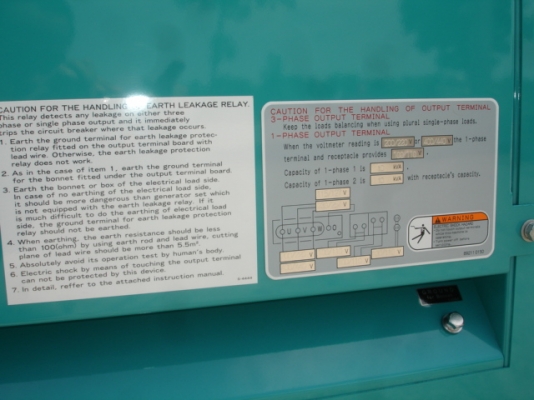 CAUTION FOR THE HANDLING OF EARTH LEAKAGE RELAY.
This relay detects any leakage on either three
phase or single phase output and it immediately
trips the circuit breaker where that leakage occurs.
1. Earth the ground terminal for earth leakage protec-
tion relay fitted on the output terminal board with
lead wire. Otherwise, the earth leakage protection
relay does not work.
2. As in the case of item 1, earth the ground terminal
for the bonnet fitted under the output terminal board.
3. Earth the bonnet or box of the electrical load side.
In case of no earthing of the electrical load side,
it should be more dangerous than generator set which
is not equipped with the earth leakage relay. If it
is much difficult to do the earthing of electrical load
side, the ground terminal for earth leakage protection
relay should not be earthed.
4. When earthing, the earth resistance should be less
than 100(ohm) by using earth rod and lead wire, cutting
plane of lead wire should be more than 5.5m².
5. Absolutely avoid its operation test by human's body.
6. Electric shock by means of touching the output terminal
can not be protected by this device.
7. In detail, reffer to the attached instruction manual.
CAUTION FOR THE HANDLING OF OUTPUT TERMINAL
3-PHASE OUTPUT TERMINAL
Keep the loads balancing when using plural single-phase loads.
1-PHASE OUTPUT TERMINAL
When the voltmeter reading is V or V the 1-phase
terminal and receptacle provides V.
Capacity of 1-phase 1 is kVA
Capacity of 1-phase 2 is kVA with receptacle's capacity.
V
V
O U V W
V V
V V
WARNING